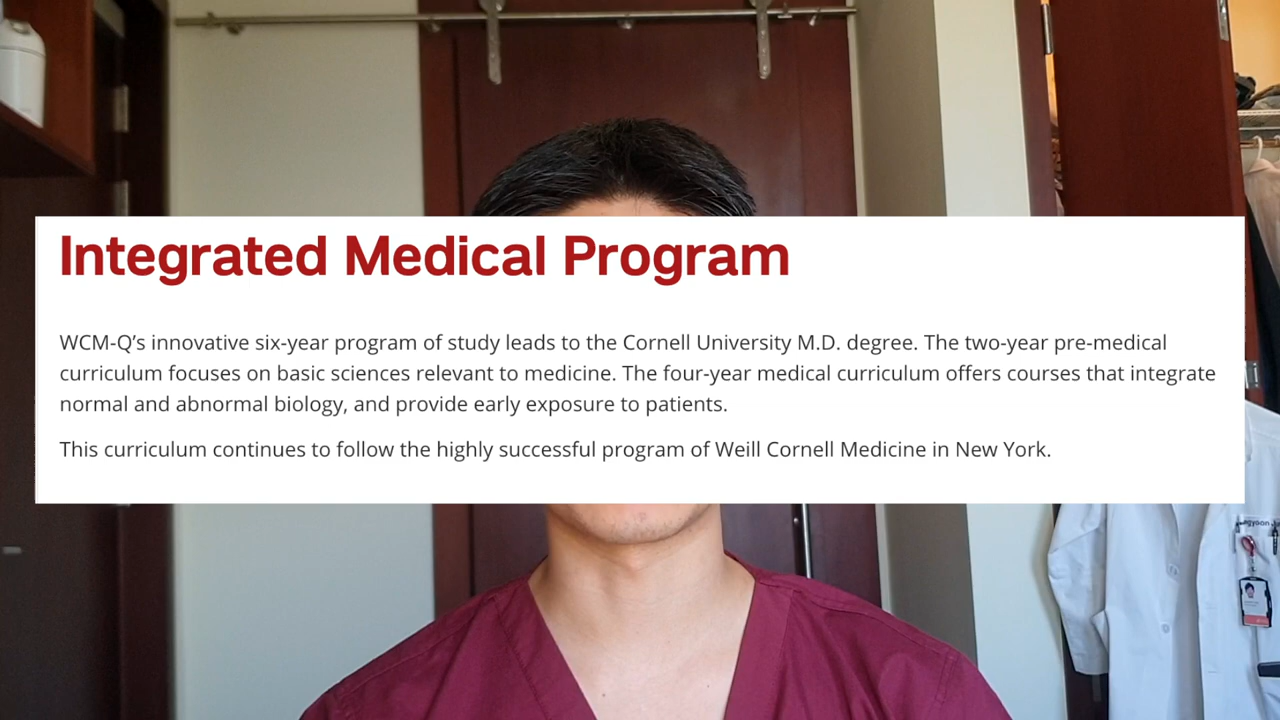 Integrated Medical Program
WCM-Q’s innovative six-year program of study leads to the Cornell University M.D. degree. The two-year pre-medical
curriculum focuses on basic sciences relevant to medicine. The four-year medical curriculum offers courses that integrate
normal and abnormal biology, and provide early exposure to patients.
This curriculum continues to follow the highly successful program of Weill Cornell Medicine in New York.